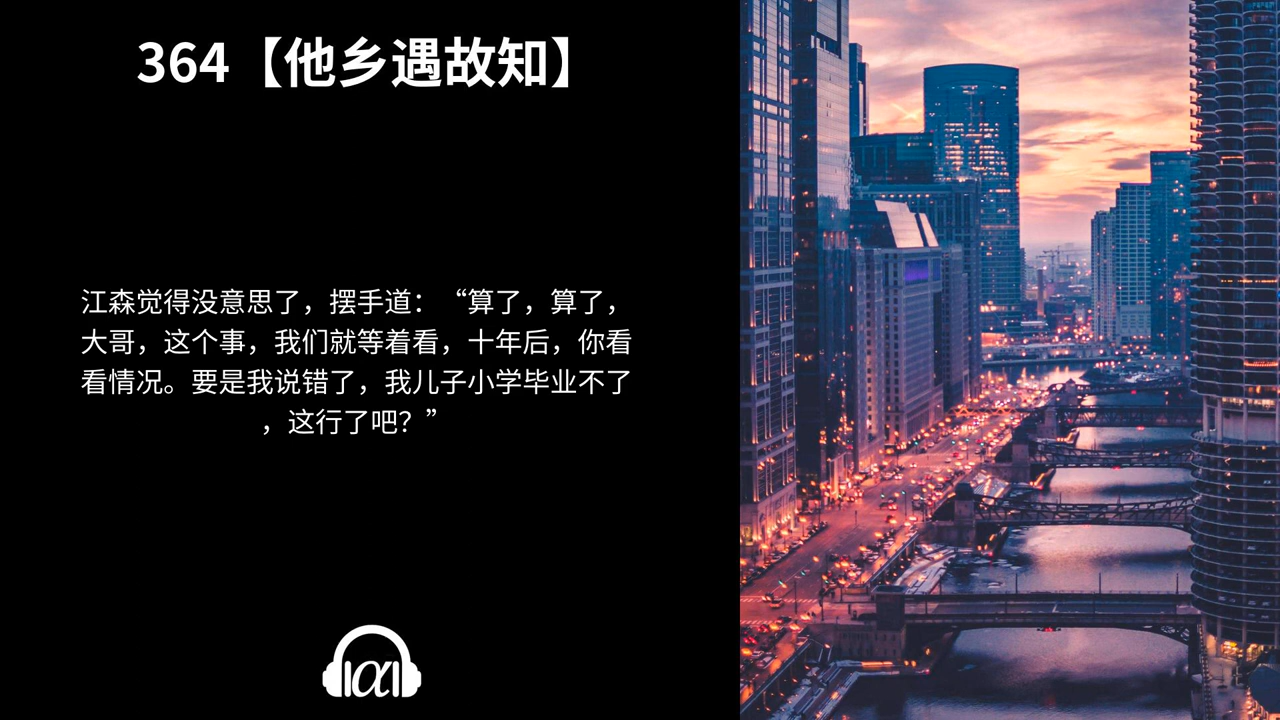 364【他乡遇故知】
江森觉得没意思了，摆手道：“算了，算了，
大哥，这个事，我们就等着看，十年后，你看
看情况。要是我说错了，我儿子小学毕业不了
，这行了吧？”